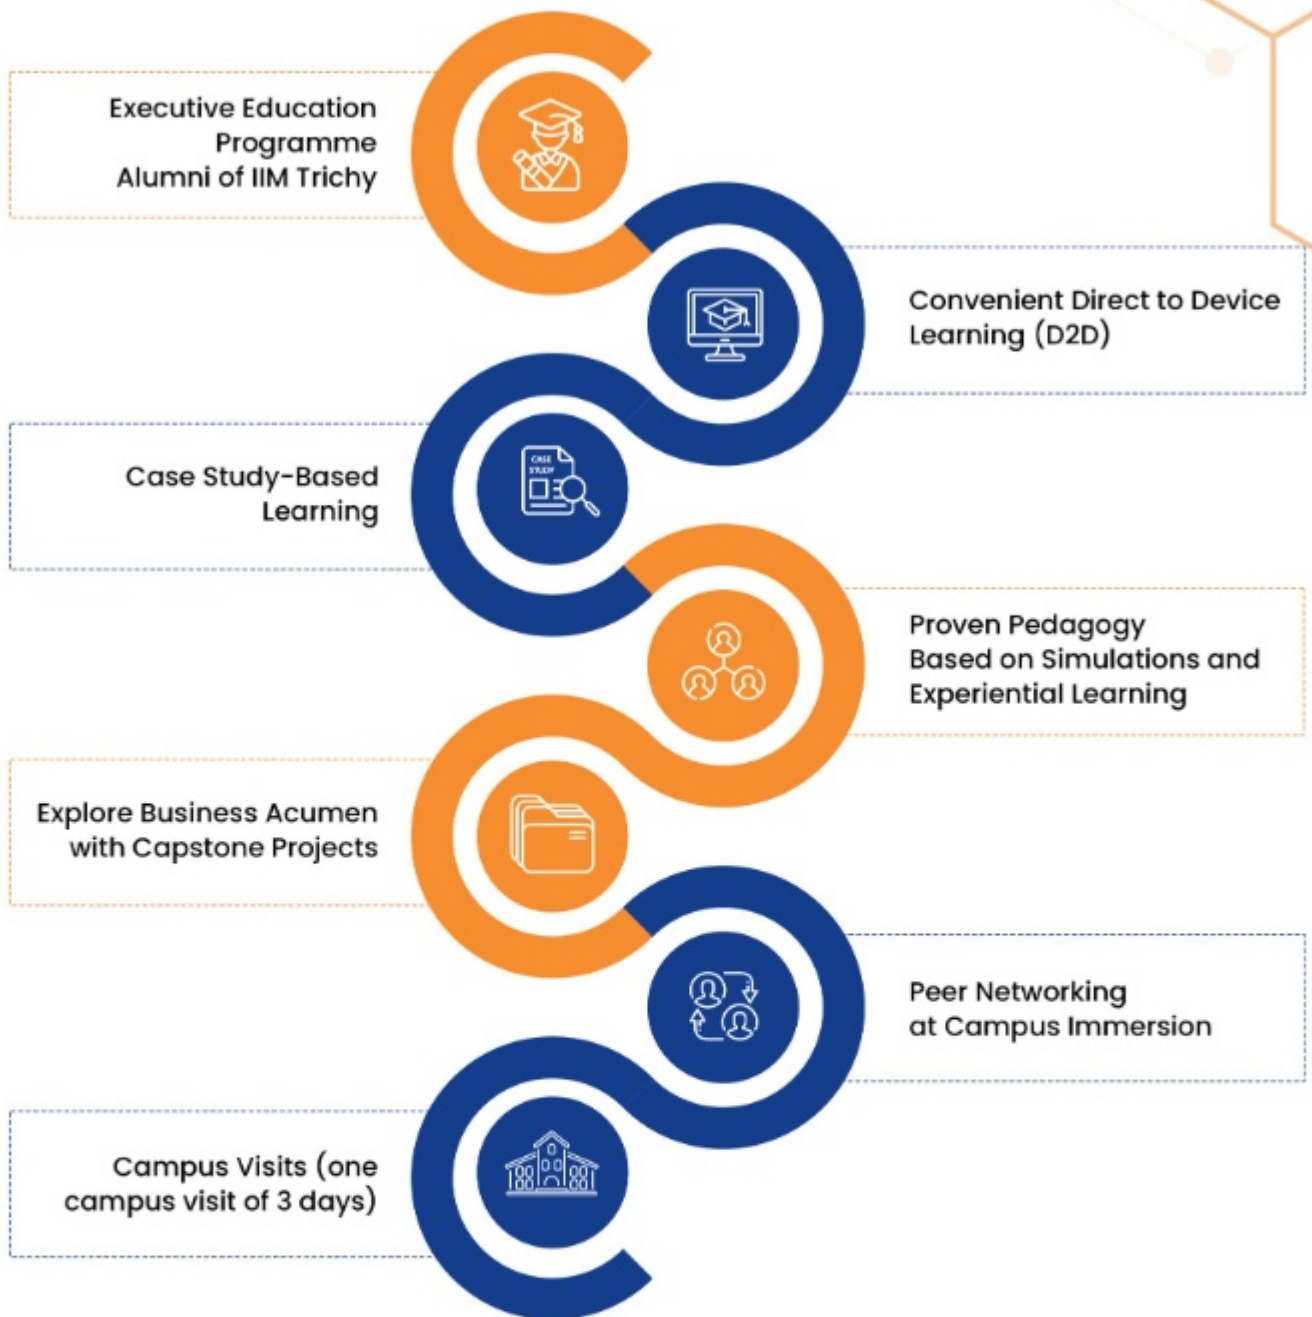 Executive Education
Programme
Alumni of IIM Trichy
Convenient Direct to Device
Learning (D2D)
CASE
STUDY
Case Study-Based
Learning
Proven Pedagogy
Based on Simulations and
Experiential Learning
Explore Business Acumen
with Capstone Projects
Peer Networking
at Campus Immersion
Campus Visits (one
campus visit of 3 days)